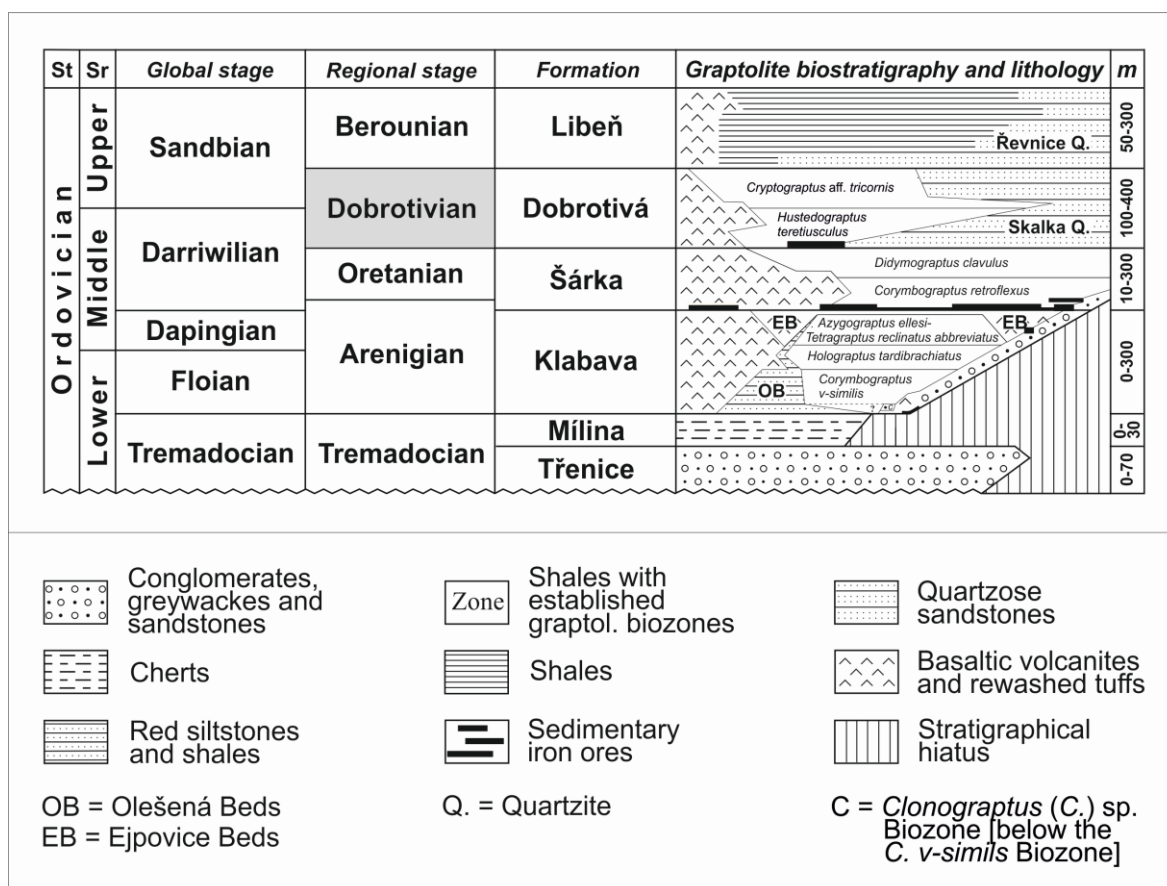 St Sr Global stage Regional stage Formation Graptolite biostratigraphy and lithology m
Ordovician
Upper
Middle
Lower
Sandbian
Darriwilian
Dapingian
Floian
Tremadocian
Berounian
Dobrotivian
Oretanian
Arenigian
Tremadocian
Libeň
Dobrotivá
Šárka
Klabava
Mílina
Třenice
Řevnice Q.
Cryptograptus aff. tricornis
Hustedograptus
teretiusculus
Skalka Q.
Didymograptus clavulus
Corymbograptus retroflexus
EB
Azygograptus ellesi-
Tetragraptus reclinatus abbreviatus
EB
Holograptus tardibrachiatus
OB
Corymbograptus
v-similis
? C
50-300
100-400
10-300
0-300
0-
30
0-70
Conglomerates,
greywackes and
sandstones
Cherts
Red siltstones
and shales
OB = Olešená Beds
EB = Ejpovice Beds
Zone
Shales with
established
graptol. biozones
Shales
Sedimentary
iron ores
Q. = Quartzite
Quartzose
sandstones
Basaltic volcanites
and rewashed tuffs
Stratigraphical
hiatus
C = Clonograptus (C.) sp.
Biozone [below the
C. v-simils Biozone]